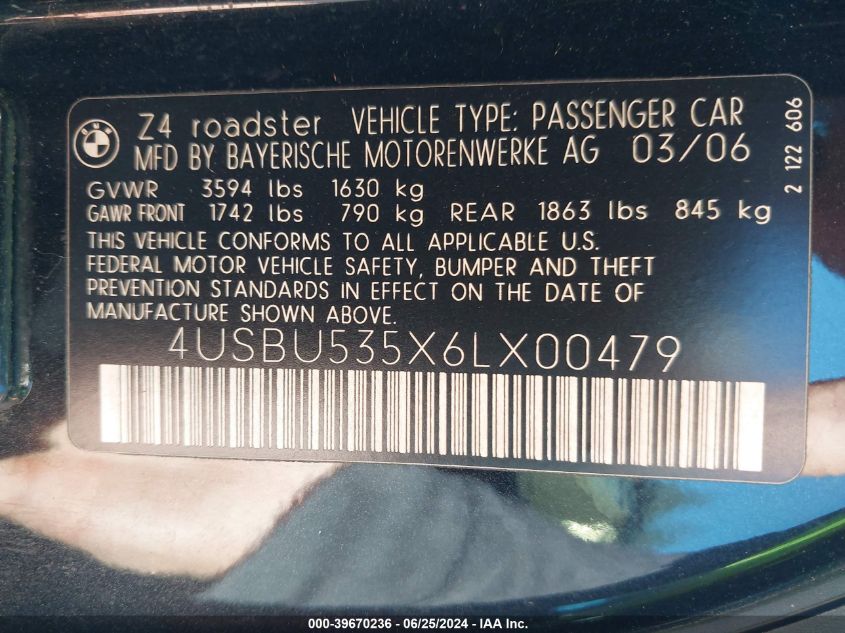 BMW
Z4 roadster VEHICLE TYPE: PASSENGER CAR
MFD BY BAYERISCHE MOTORENWERKE AG 03/06
GVWR 3594 lbs 1630 kg
GAWR FRONT 1742 lbs 790 kg REAR 1863 lbs 845 kg
THIS VEHICLE CONFORMS TO ALL APPLICABLE U.S.
FEDERAL MOTOR VEHICLE SAFETY, BUMPER AND THEFT
PREVENTION STANDARDS IN EFFECT ON THE DATE OF
MANUFACTURE SHOWN ABOVE.
4USBU535X6LX00479
2 122 606
000-39670236 - 06/25/2024 - IAA Inc.